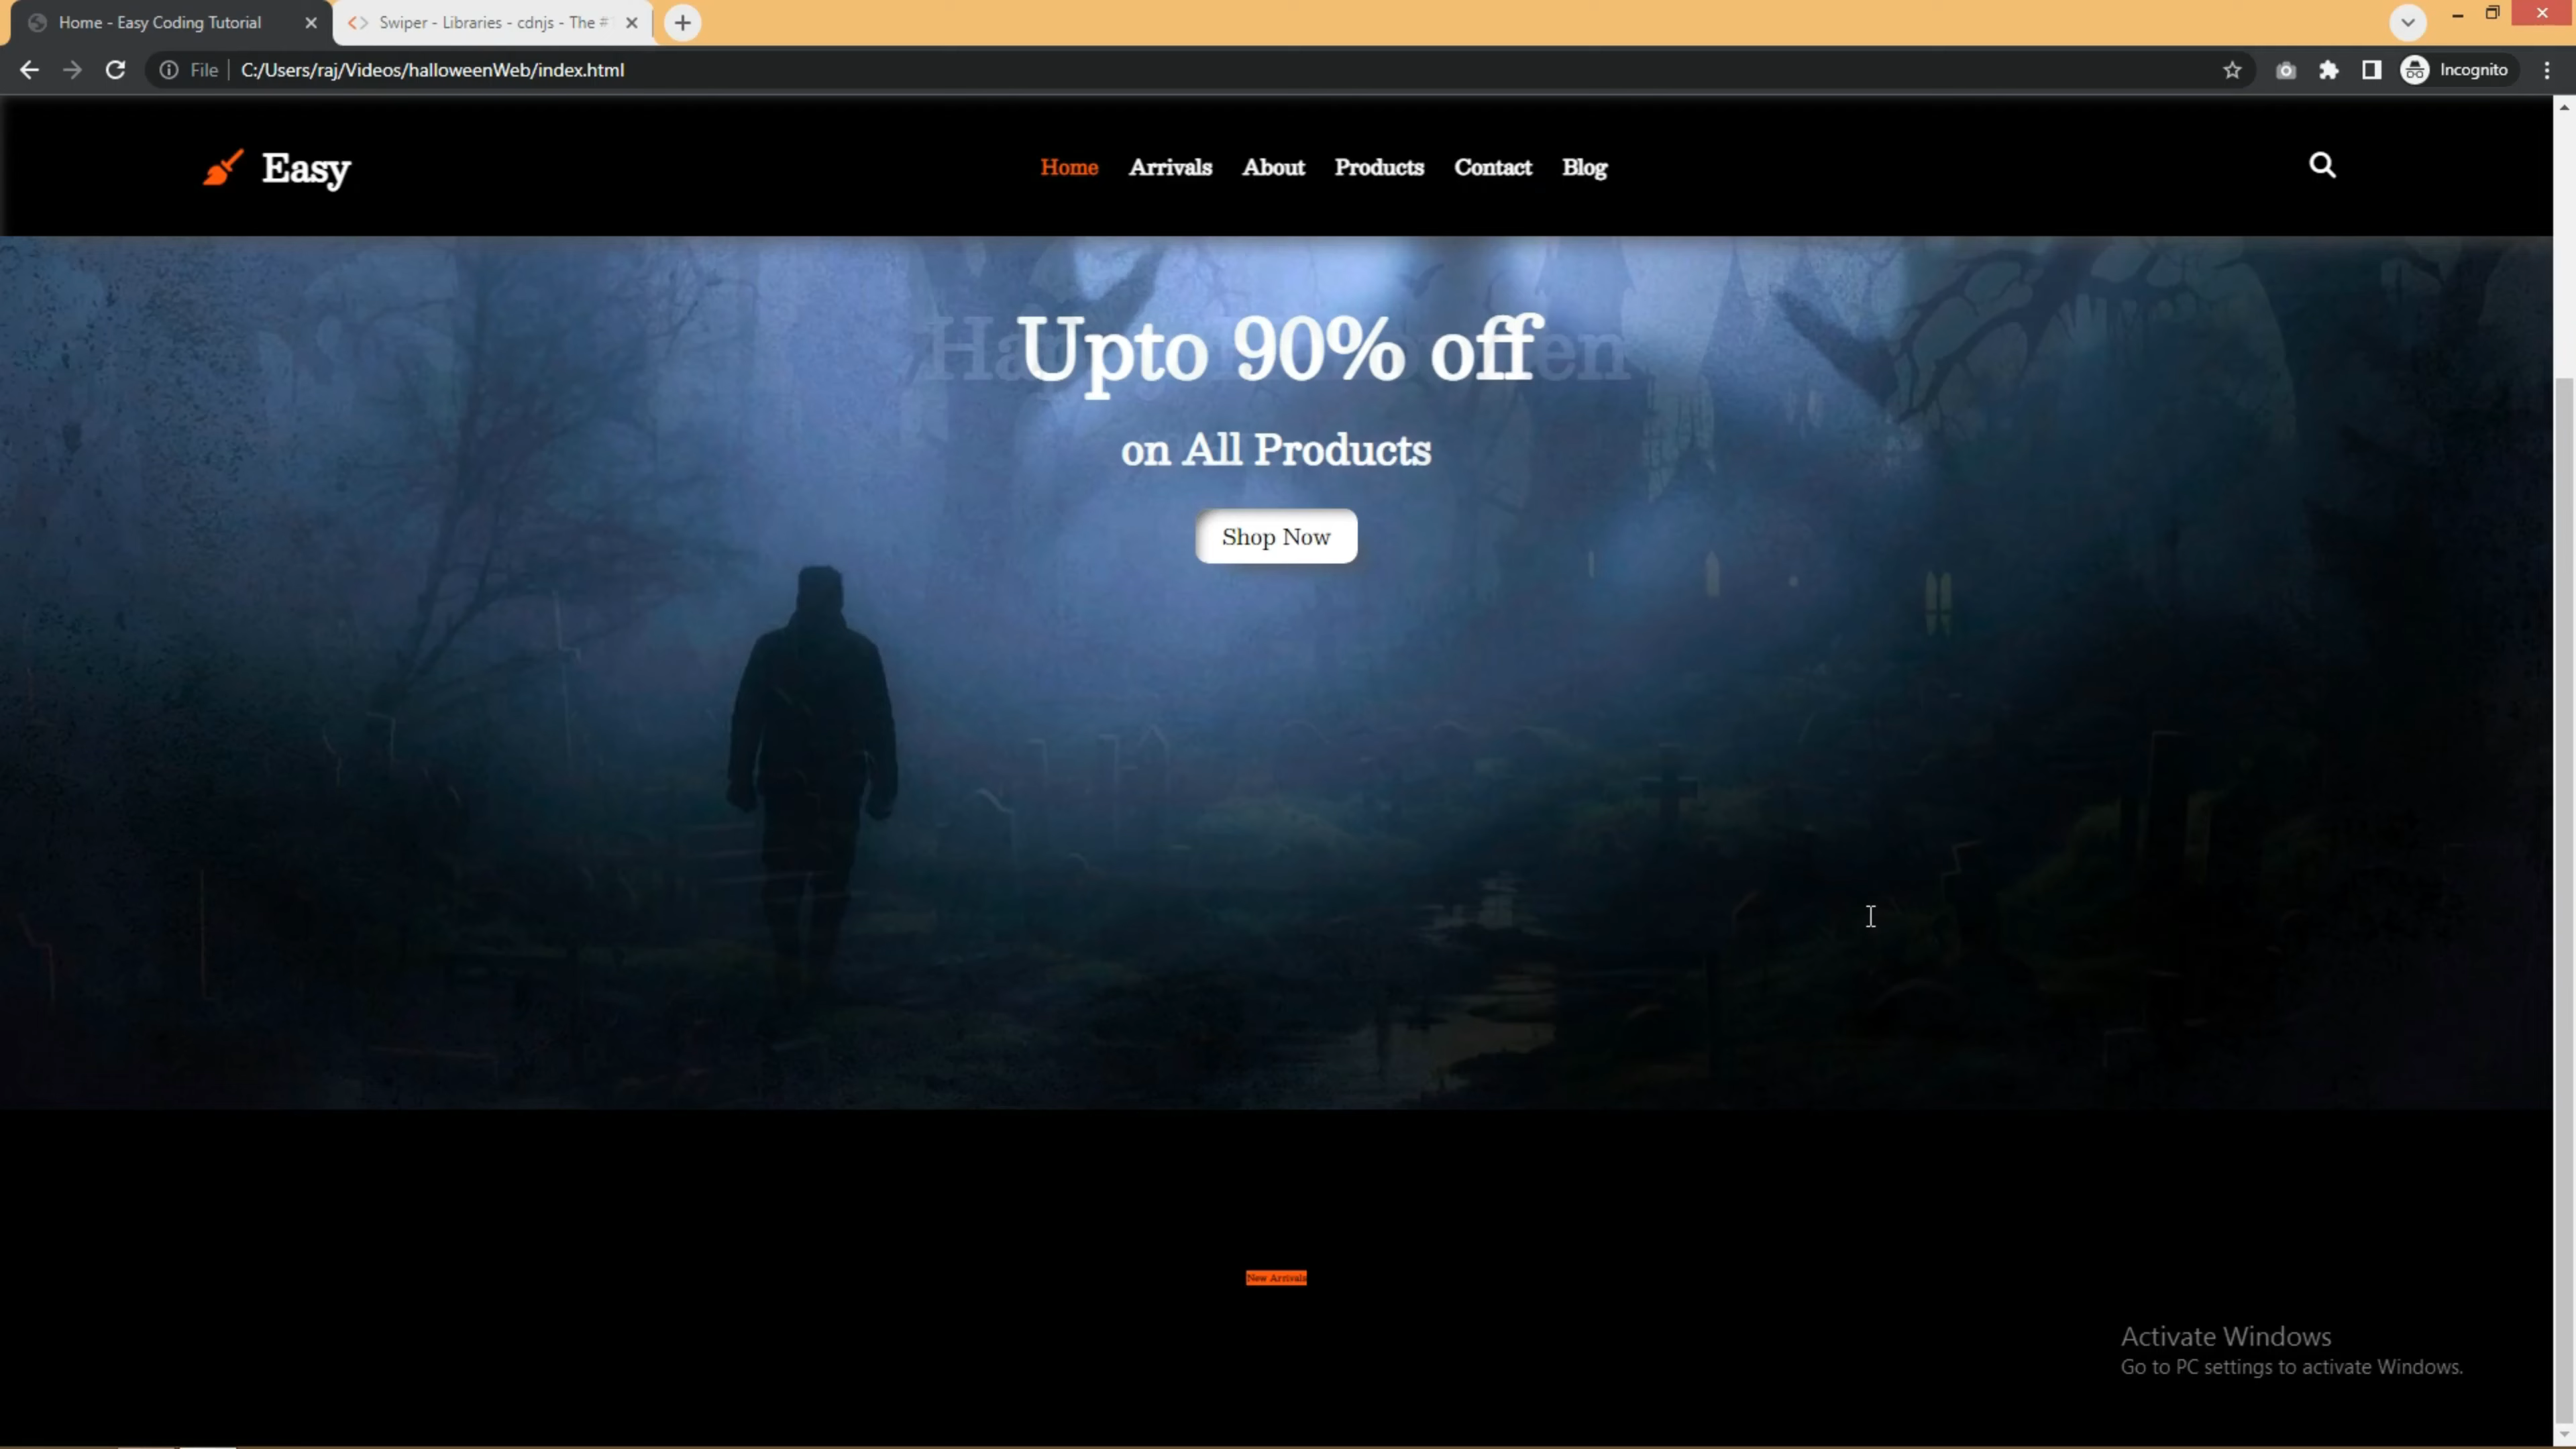 Home - Easy Coding Tutorial
Swiper - Libraries - cdnjs - The #
File
C:/Users/raj/Videos/halloweenWeb/index.html
Incognito
Easy
Home Arrivals About Products Contact Blog
Upto 90% off
on All Products
Shop Now
New Arrivals
Activate Windows
Go to PC settings to activate Windows.